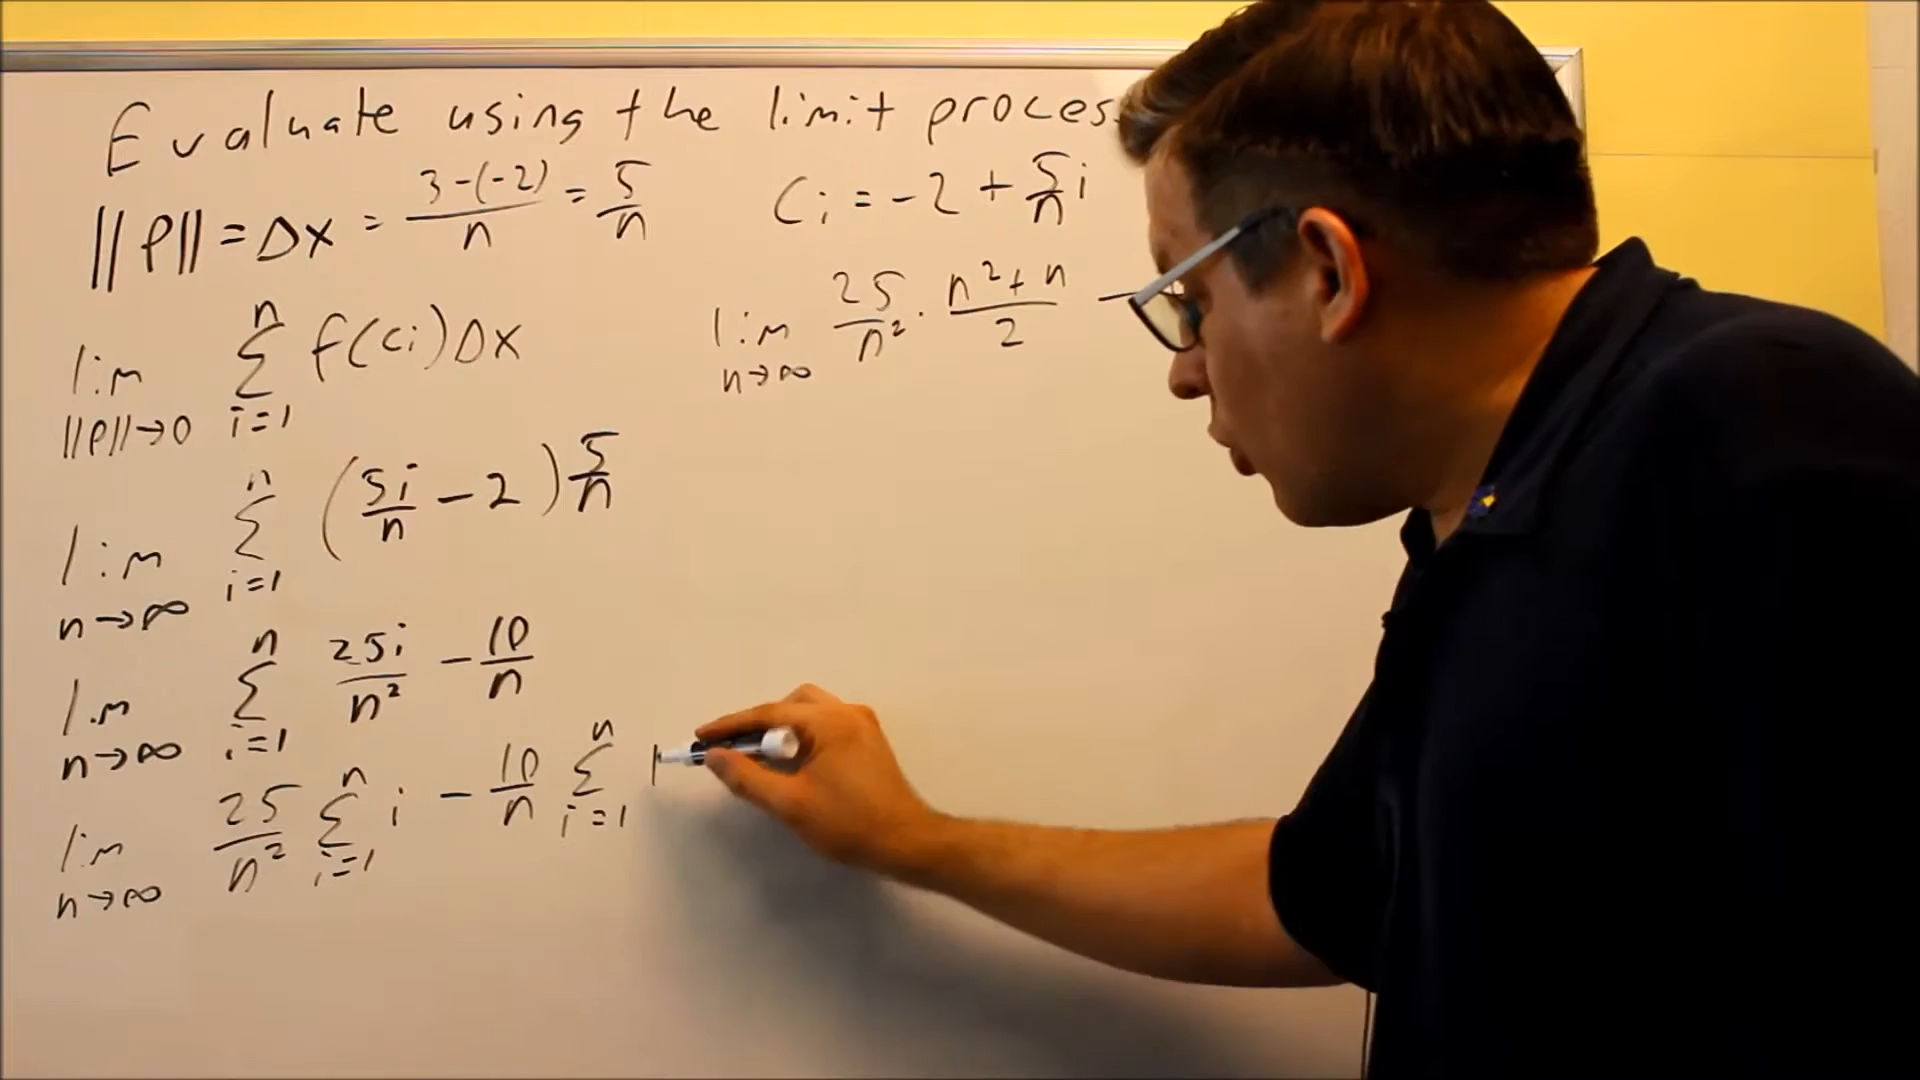 Evaluate using the limit proces
||P|| = Δx = 3-(-2)/n = 5/n
Ci = -2 + 5/n i
lim ||P||→0 n Σ i=1 f(ci)Δx
lim n→∞ 25/n² · n²+n/2 -
lim n→∞ n Σ i=1 (5i/n - 2) 5/n
lim n→∞ n Σ i=1 25i/n² - 10/n
lim n→∞ 25/n² n Σ i=1 i - 10/n n Σ i=1 1